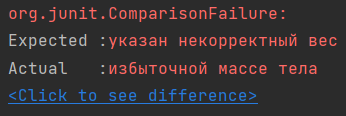 org.junit.ComparisonFailure:
Expected :указан некорректный вес
Actual   :избыточной массе тела
<Click to see difference>